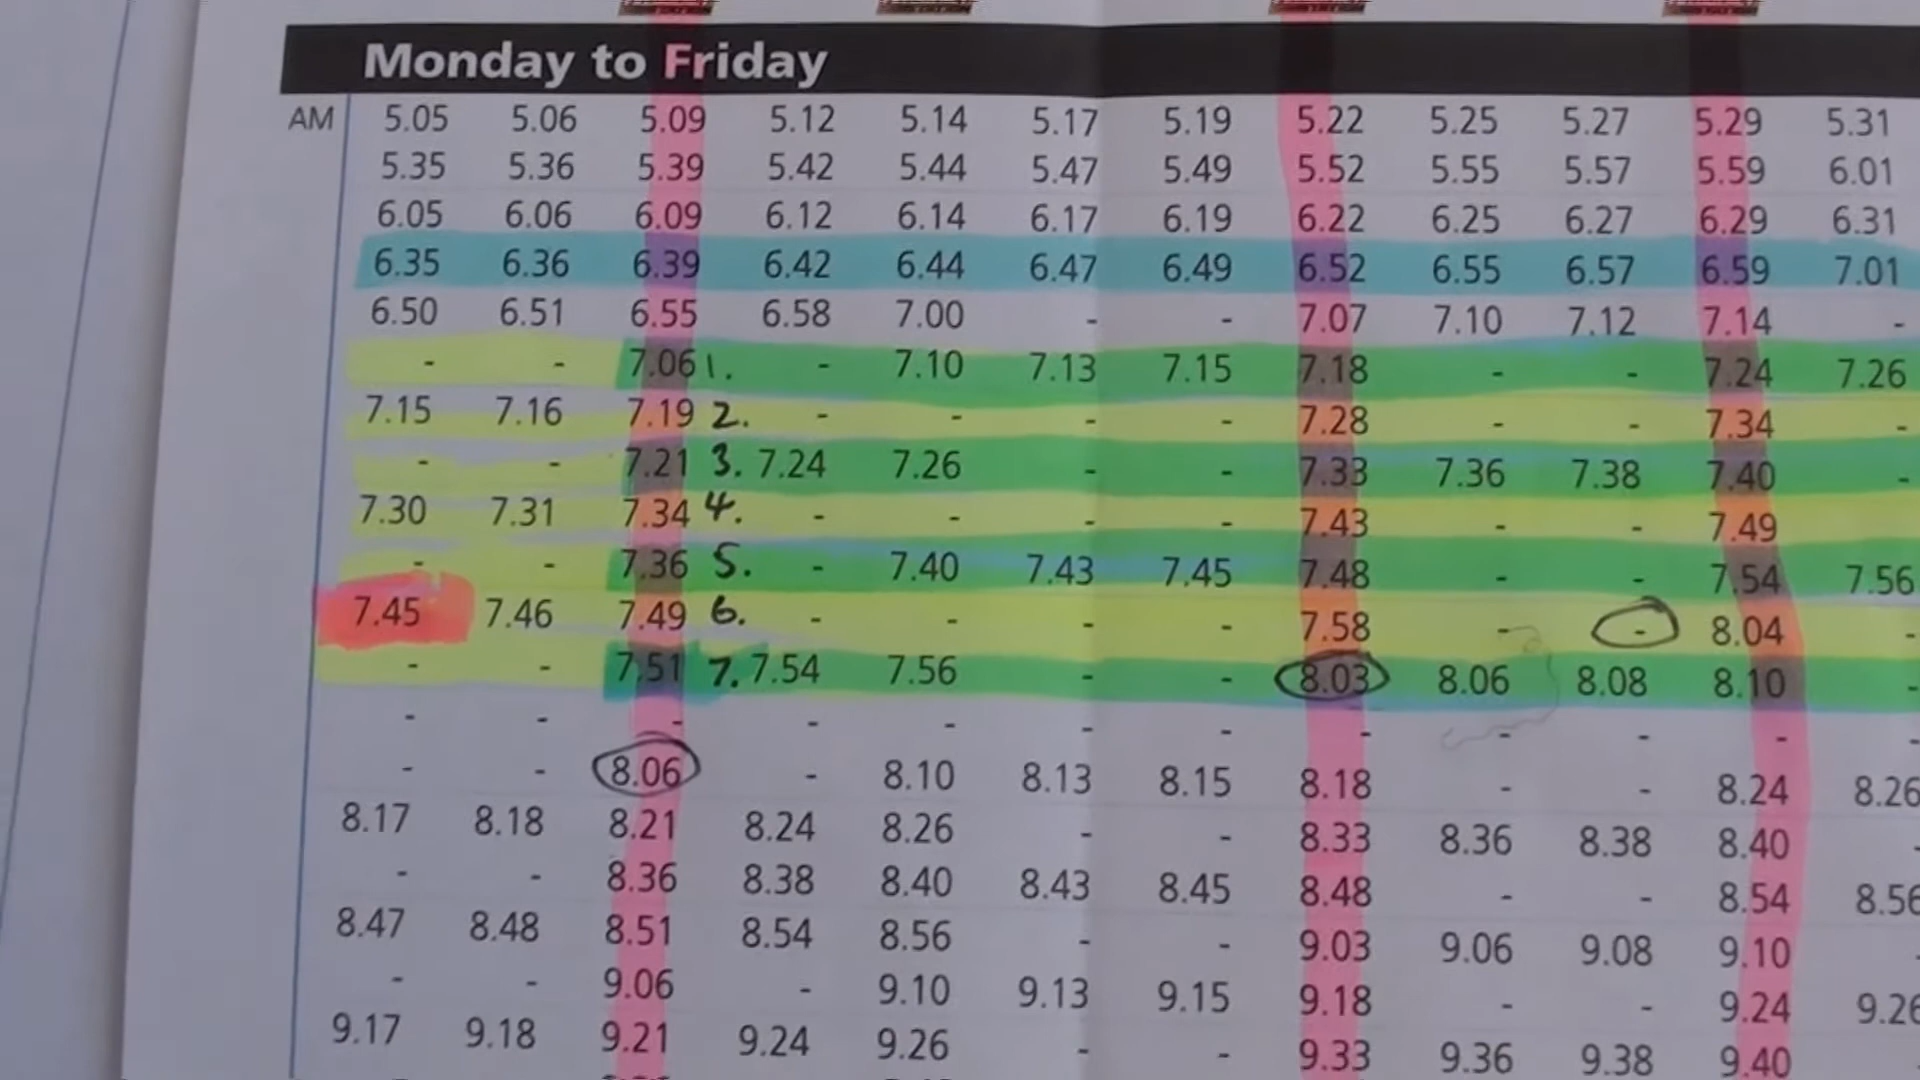 Monday to Friday
AM 5.05 5.06 5.09 5.12 5.14 5.17 5.19 5.22 5.25 5.27 5.29 5.31
5.35 5.36 5.39 5.42 5.44 5.47 5.49 5.52 5.55 5.57 5.59 6.01
6.05 6.06 6.09 6.12 6.14 6.17 6.19 6.22 6.25 6.27 6.29 6.31
6.35 6.36 6.39 6.42 6.44 6.47 6.49 6.52 6.55 6.57 6.59 7.01
6.50 6.51 6.55 6.58 7.00 - - 7.07 7.10 7.12 7.14 -
- - 7.06 1. - 7.10 7.13 7.15 7.18 - - 7.24 7.26
7.15 7.16 7.19 2. - - - - 7.28 - - 7.34 -
- - 7.21 3. 7.24 7.26 - - 7.33 7.36 7.38 7.40 -
7.30 7.31 7.34 4. - - - - 7.43 - - 7.49
- - 7.36 5. - 7.40 7.43 7.45 7.48 - - 7.54 7.56
7.45 7.46 7.49 6. - - - - 7.58 - - 8.04 -
- - 7.51 7. 7.54 7.56 - - 8.03 8.06 8.08 8.10 -
- - - - - - - - - - - -
- - 8.06 - 8.10 8.13 8.15 8.18 - - 8.24 8.26
8.17 8.18 8.21 8.24 8.26 - - 8.33 8.36 8.38 8.40 -
- - 8.36 8.38 8.40 8.43 8.45 8.48 - - 8.54 8.56
8.47 8.48 8.51 8.54 8.56 - - 9.03 9.06 9.08 9.10 -
- - 9.06 - 9.10 9.13 9.15 9.18 - - 9.24 9.26
9.17 9.18 9.21 9.24 9.26 - - 9.33 9.36 9.38 9.40